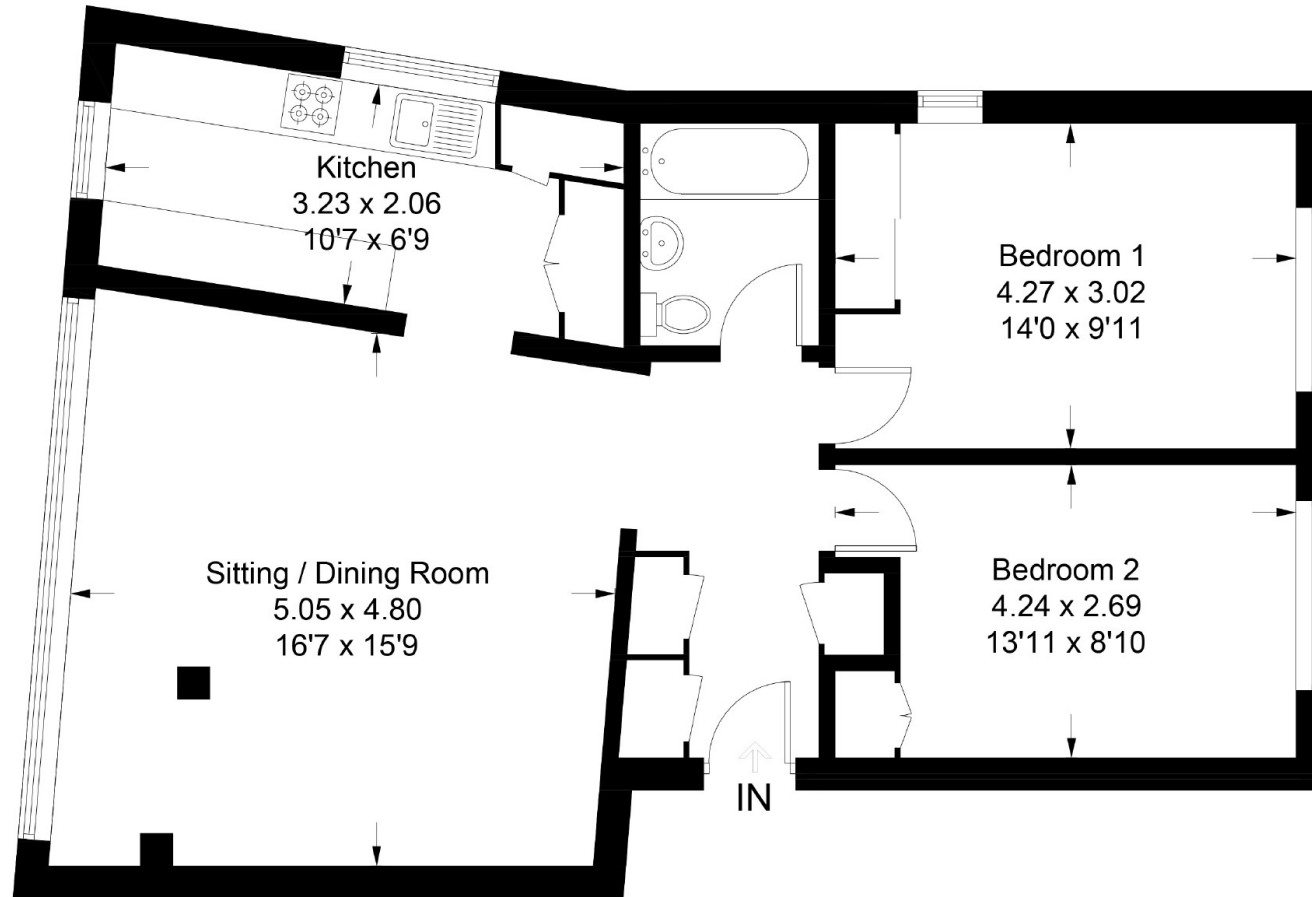 Kitchen
3.23 x 2.06
10'7 x 6'9
Bedroom 1
4.27 x 3.02
14'0 x 9'11
Sitting / Dining Room
5.05 x 4.80
16'7 x 15'9
Bedroom 2
4.24 x 2.69
13'11 x 8'10
IN